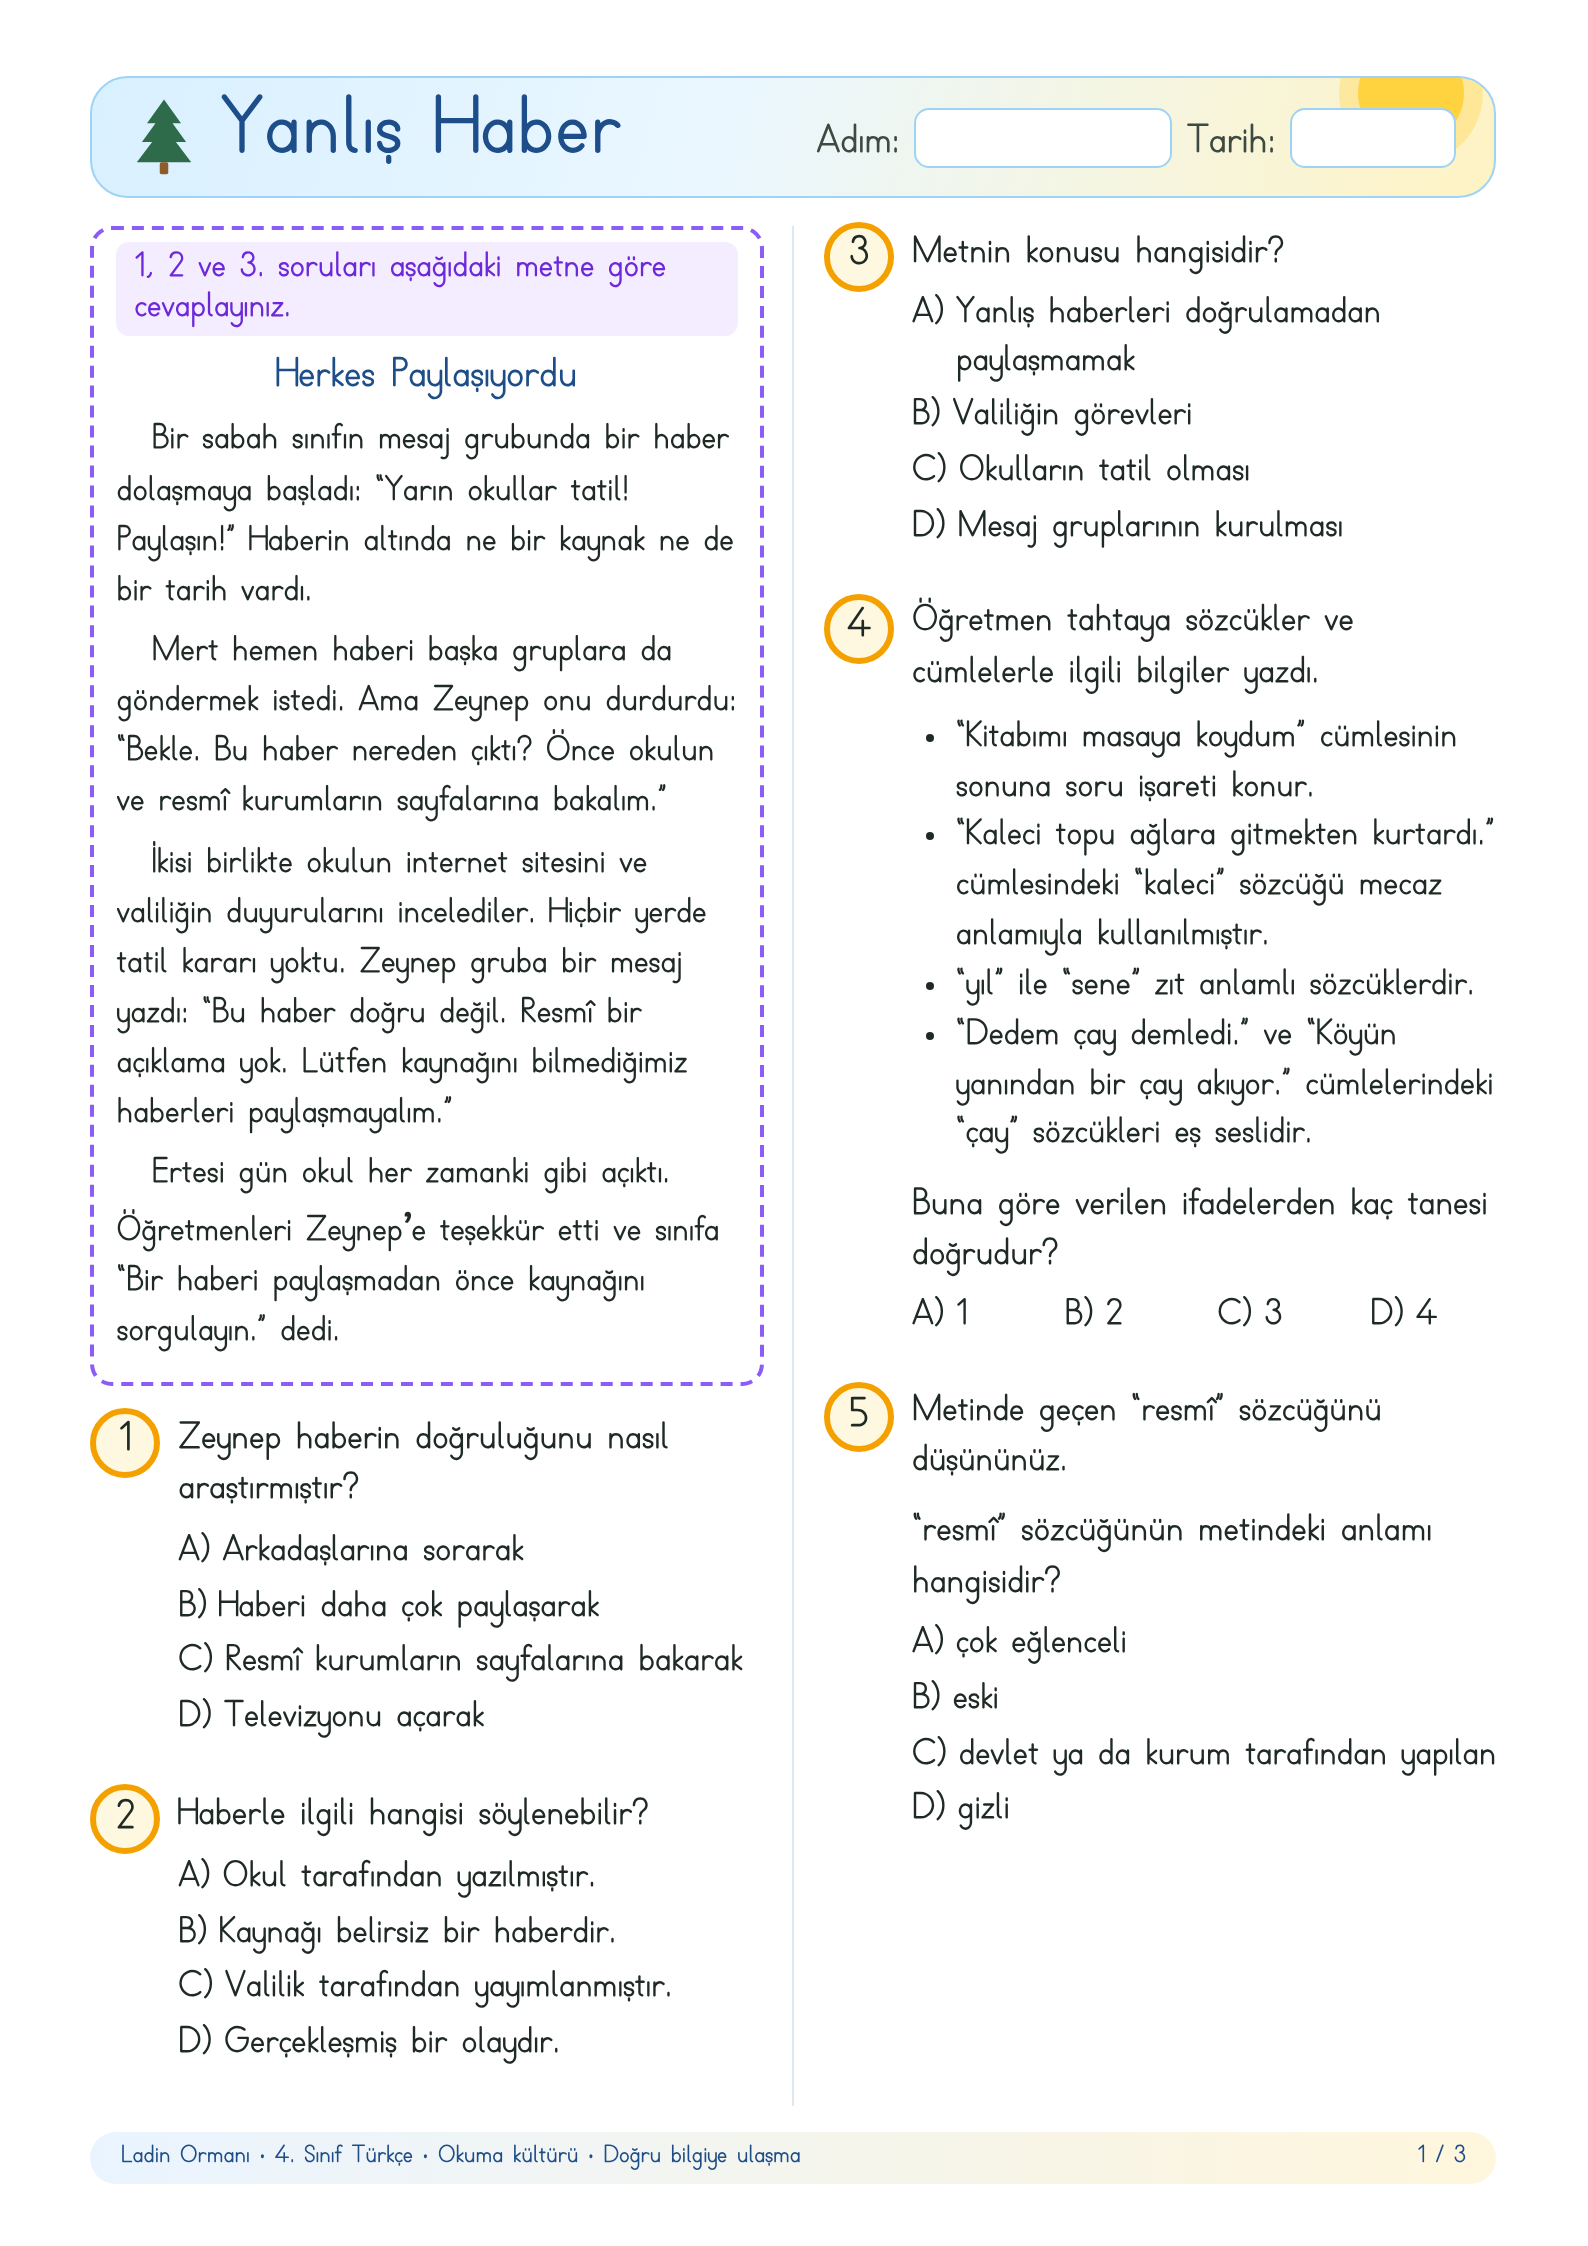 Yanlış Haber
Adım:
Tarih:
1, 2 ve 3. soruları aşağıdaki metne göre
cevaplayınız.
Herkes Paylaşıyordu
Bir sabah sınıfın mesaj grubunda bir haber
dolaşmaya başladı: “Yarın okullar tatil!
Paylaşın!” Haberin altında ne bir kaynak ne de
bir tarih vardı.
Mert hemen haberi başka gruplara da
göndermek istedi. Ama Zeynep onu durdurdu:
“Bekle. Bu haber nereden çıktı? Önce okulun
ve resmî kurumların sayfalarına bakalım.”
İkisi birlikte okulun internet sitesini ve
valiliğin duyurularını incelediler. Hiçbir yerde
tatil kararı yoktu. Zeynep gruba bir mesaj
yazdı: “Bu haber doğru değil. Resmî bir
açıklama yok. Lütfen kaynağını bilmediğimiz
haberleri paylaşmayalım.”
Ertesi gün okul her zamanki gibi açıktı.
Öğretmenleri Zeynep’e teşekkür etti ve sınıfa
“Bir haberi paylaşmadan önce kaynağını
sorgulayın.” dedi.
1 Zeynep haberin doğruluğunu nasıl
araştırmıştır?
A) Arkadaşlarına sorarak
B) Haberi daha çok paylaşarak
C) Resmî kurumların sayfalarına bakarak
D) Televizyonu açarak
2 Haberle ilgili hangisi söylenebilir?
A) Okul tarafından yazılmıştır.
B) Kaynağı belirsiz bir haberdir.
C) Valilik tarafından yayımlanmıştır.
D) Gerçekleşmiş bir olaydır.
3 Metnin konusu hangisidir?
A) Yanlış haberleri doğrulamadan
paylaşmamak
B) Valiliğin görevleri
C) Okulların tatil olması
D) Mesaj gruplarının kurulması
4 Öğretmen tahtaya sözcükler ve
cümlelerle ilgili bilgiler yazdı.
• “Kitabımı masaya koydum” cümlesinin
sonuna soru işareti konur.
• “Kaleci topu ağlara gitmekten kurtardı.”
cümlesindeki “kaleci” sözcüğü mecaz
anlamıyla kullanılmıştır.
• “yıl” ile “sene” zıt anlamlı sözcüklerdir.
• “Dedem çay demledi.” ve “Köyün
yanından bir çay akıyor.” cümlelerindeki
“çay” sözcükleri eş seslidir.
Buna göre verilen ifadelerden kaç tanesi
doğrudur?
A) 1 B) 2 C) 3 D) 4
5 Metinde geçen “resmî” sözcüğünü
düşününüz.
“resmî” sözcüğünün metindeki anlamı
hangisidir?
A) çok eğlenceli
B) eski
C) devlet ya da kurum tarafından yapılan
D) gizli
Ladin Ormanı • 4. Sınıf Türkçe • Okuma kültürü • Doğru bilgiye ulaşma
1 / 3